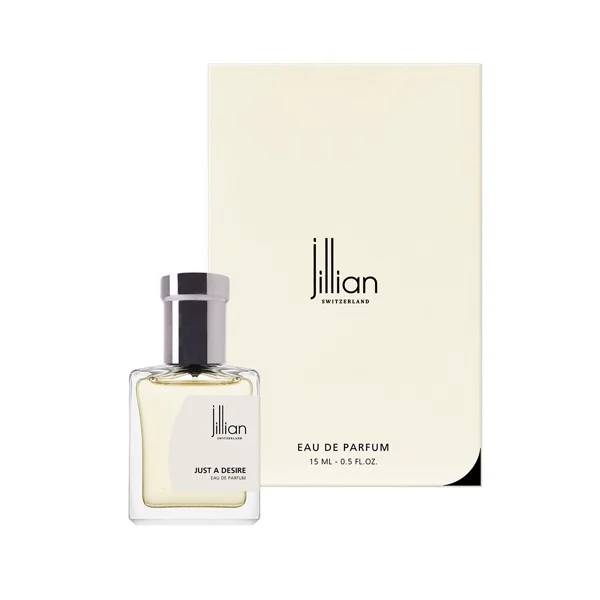 jillian
SWITZERLAND
EAU DE PARFUM
15 ML - 0.5 FL.OZ.
jillian
SWITZERLAND
JUST A DESIRE
EAU DE PARFUM